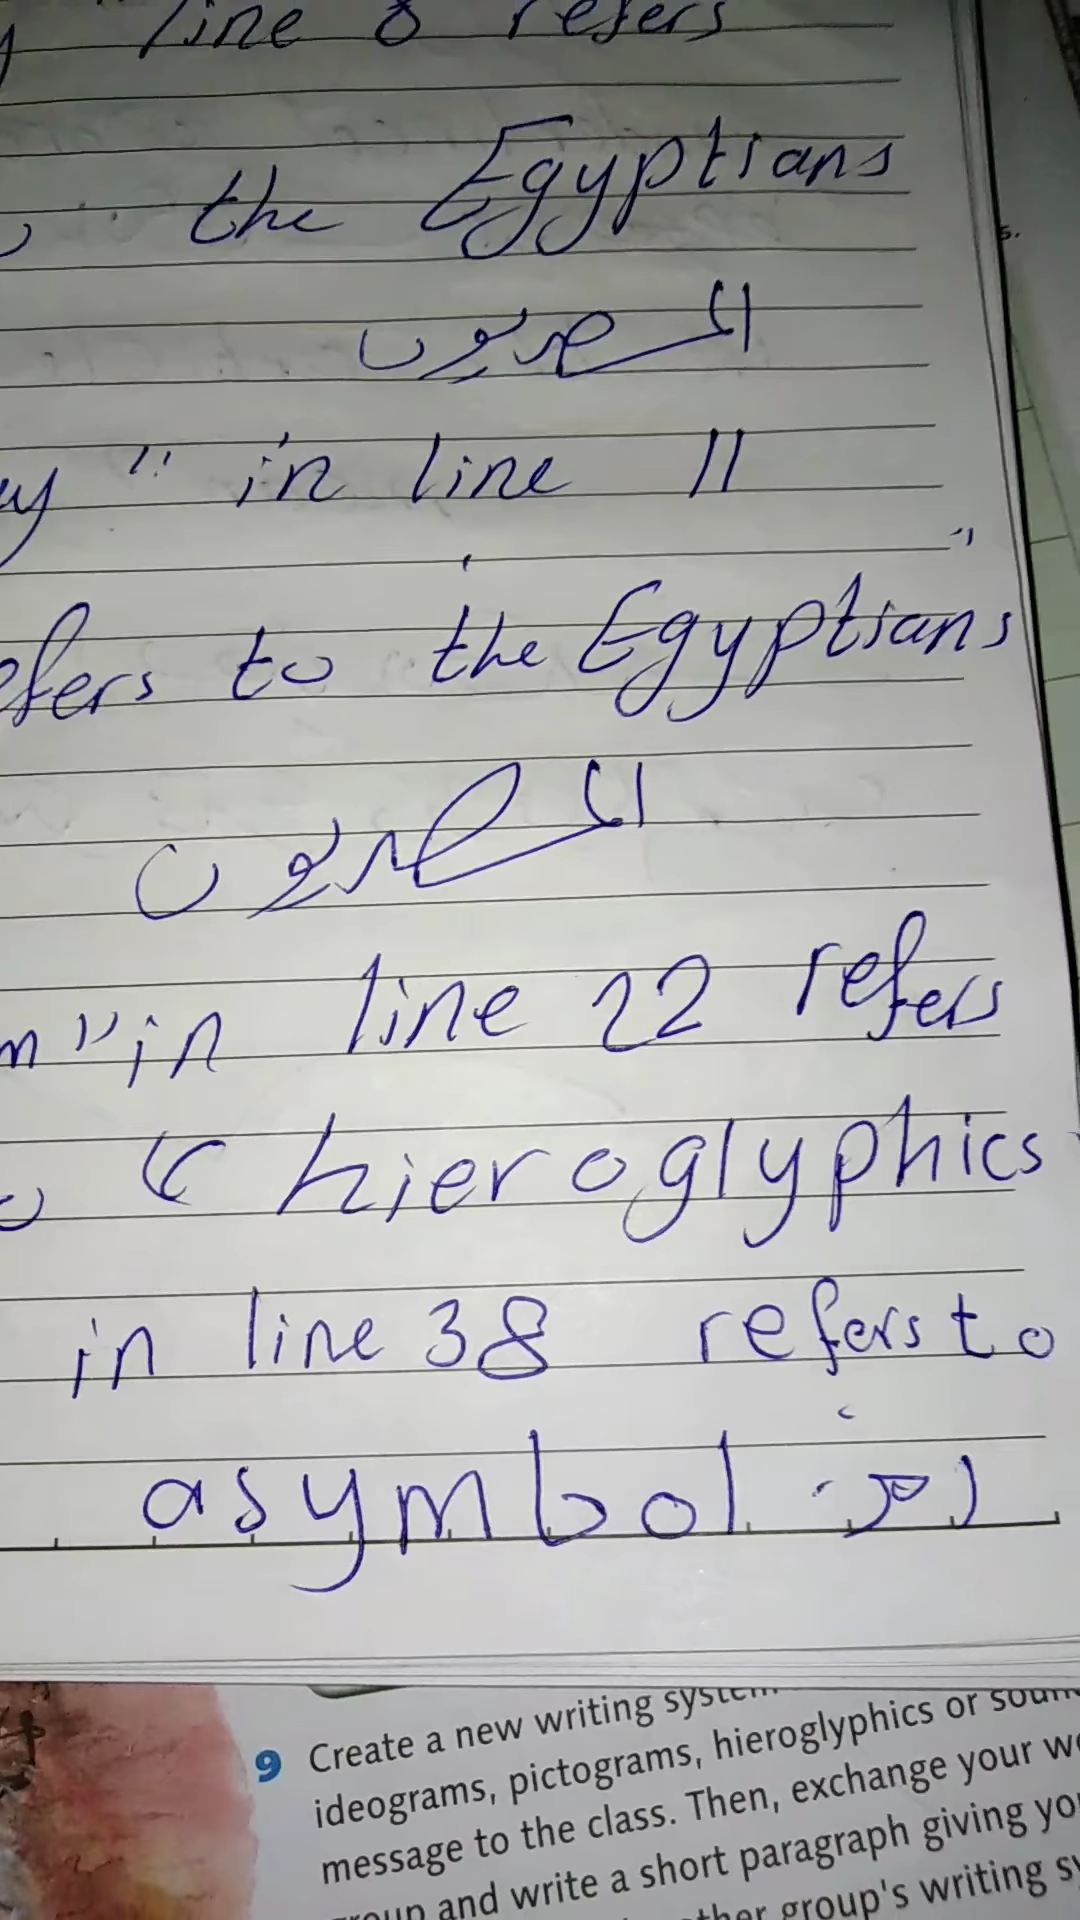 line 8 refers
the Egyptians
المصريون
" in line 11
refers to the Egyptians
المصريون
" in line 22 refers
" hieroglyphics
in line 38 refers to
asymbol رمز
9 Create a new writing system
ideograms, pictograms, hieroglyphics or
message to the class. Then, exchange your
and write a short paragraph giving
group's writing